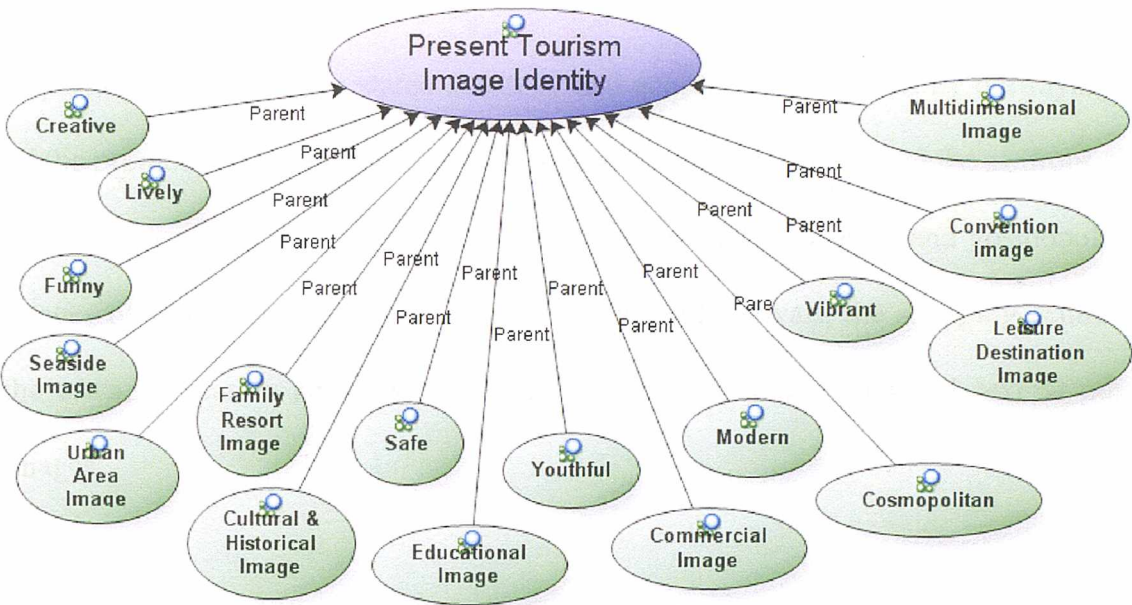 Present Tourism
Image Identity
Creative
Parent
Multidimensional
Image
Parent
Lively
Parent
Convention
image
Parent
Funny
Parent
Vibrant
Parent
Leisure
Destination
Image
Parent
Seaside
Image
Parent
Family
Resort
Image
Parent
Urban
Area
Image
Parent
Safe
Parent
Modern
Parent
Youthful
Parent
Cosmopolitan
Pare
Cultural &
Historical
Image
Parent
Educational
Image
Parent
Commercial
Image
Parent